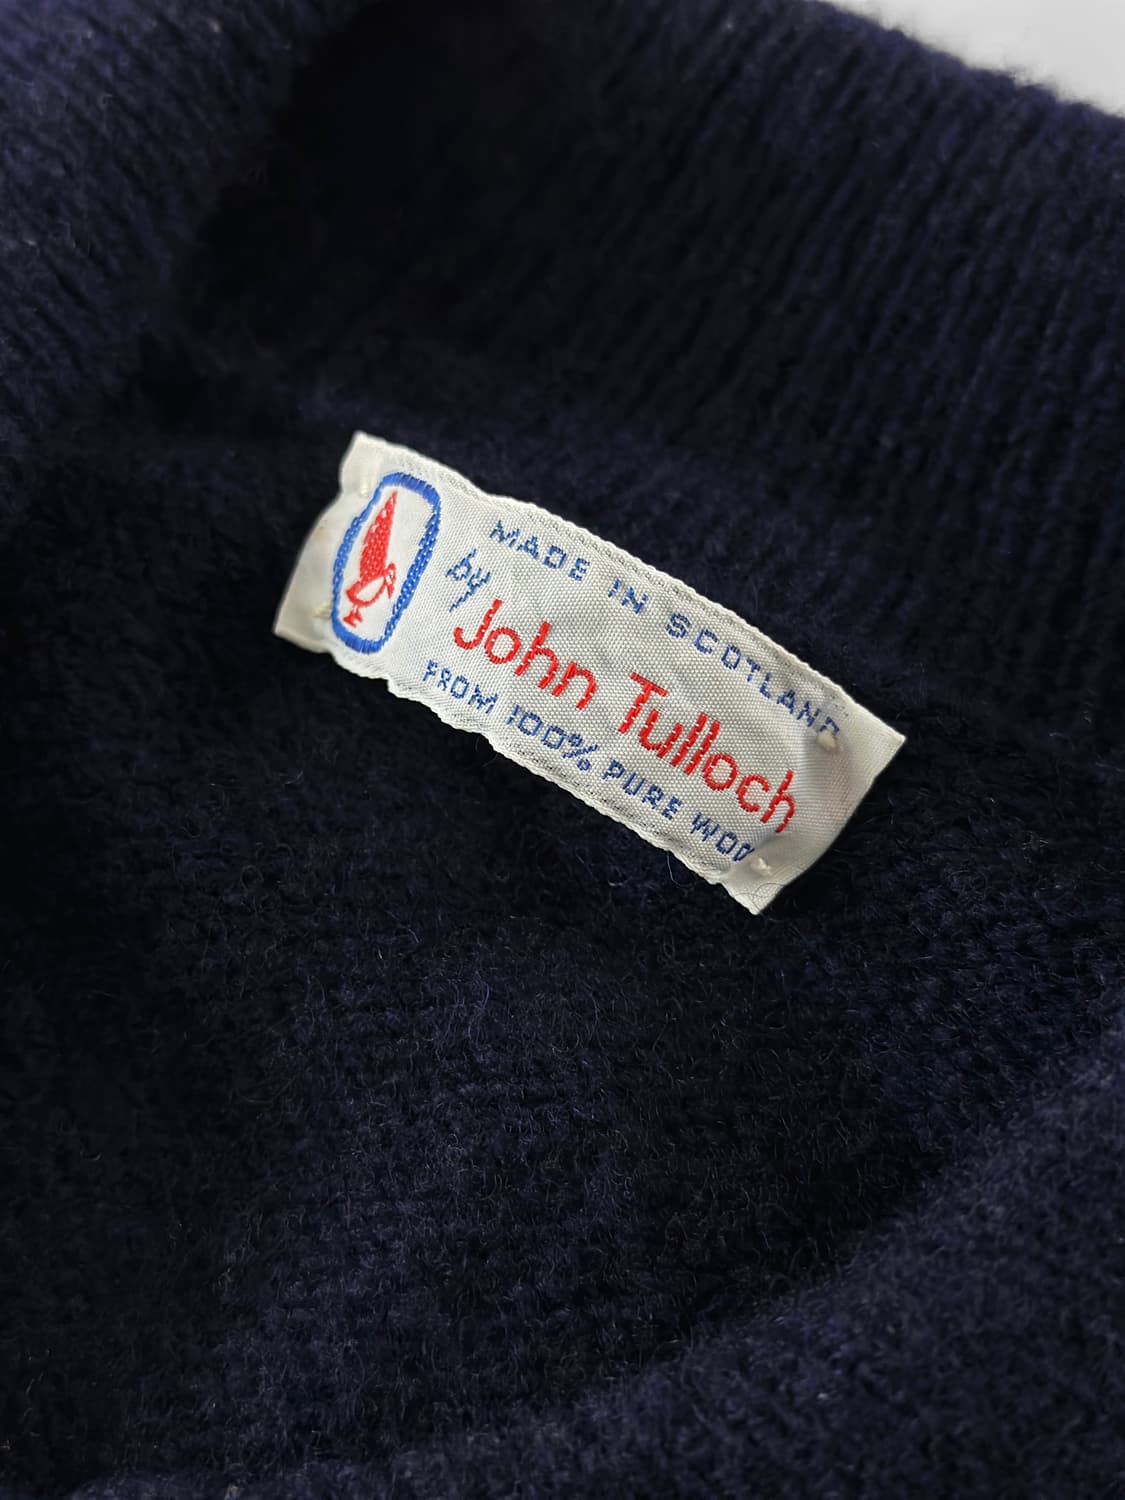 MADE IN SCOTLAND
by
John Tulloch
FROM 100% PURE WOO